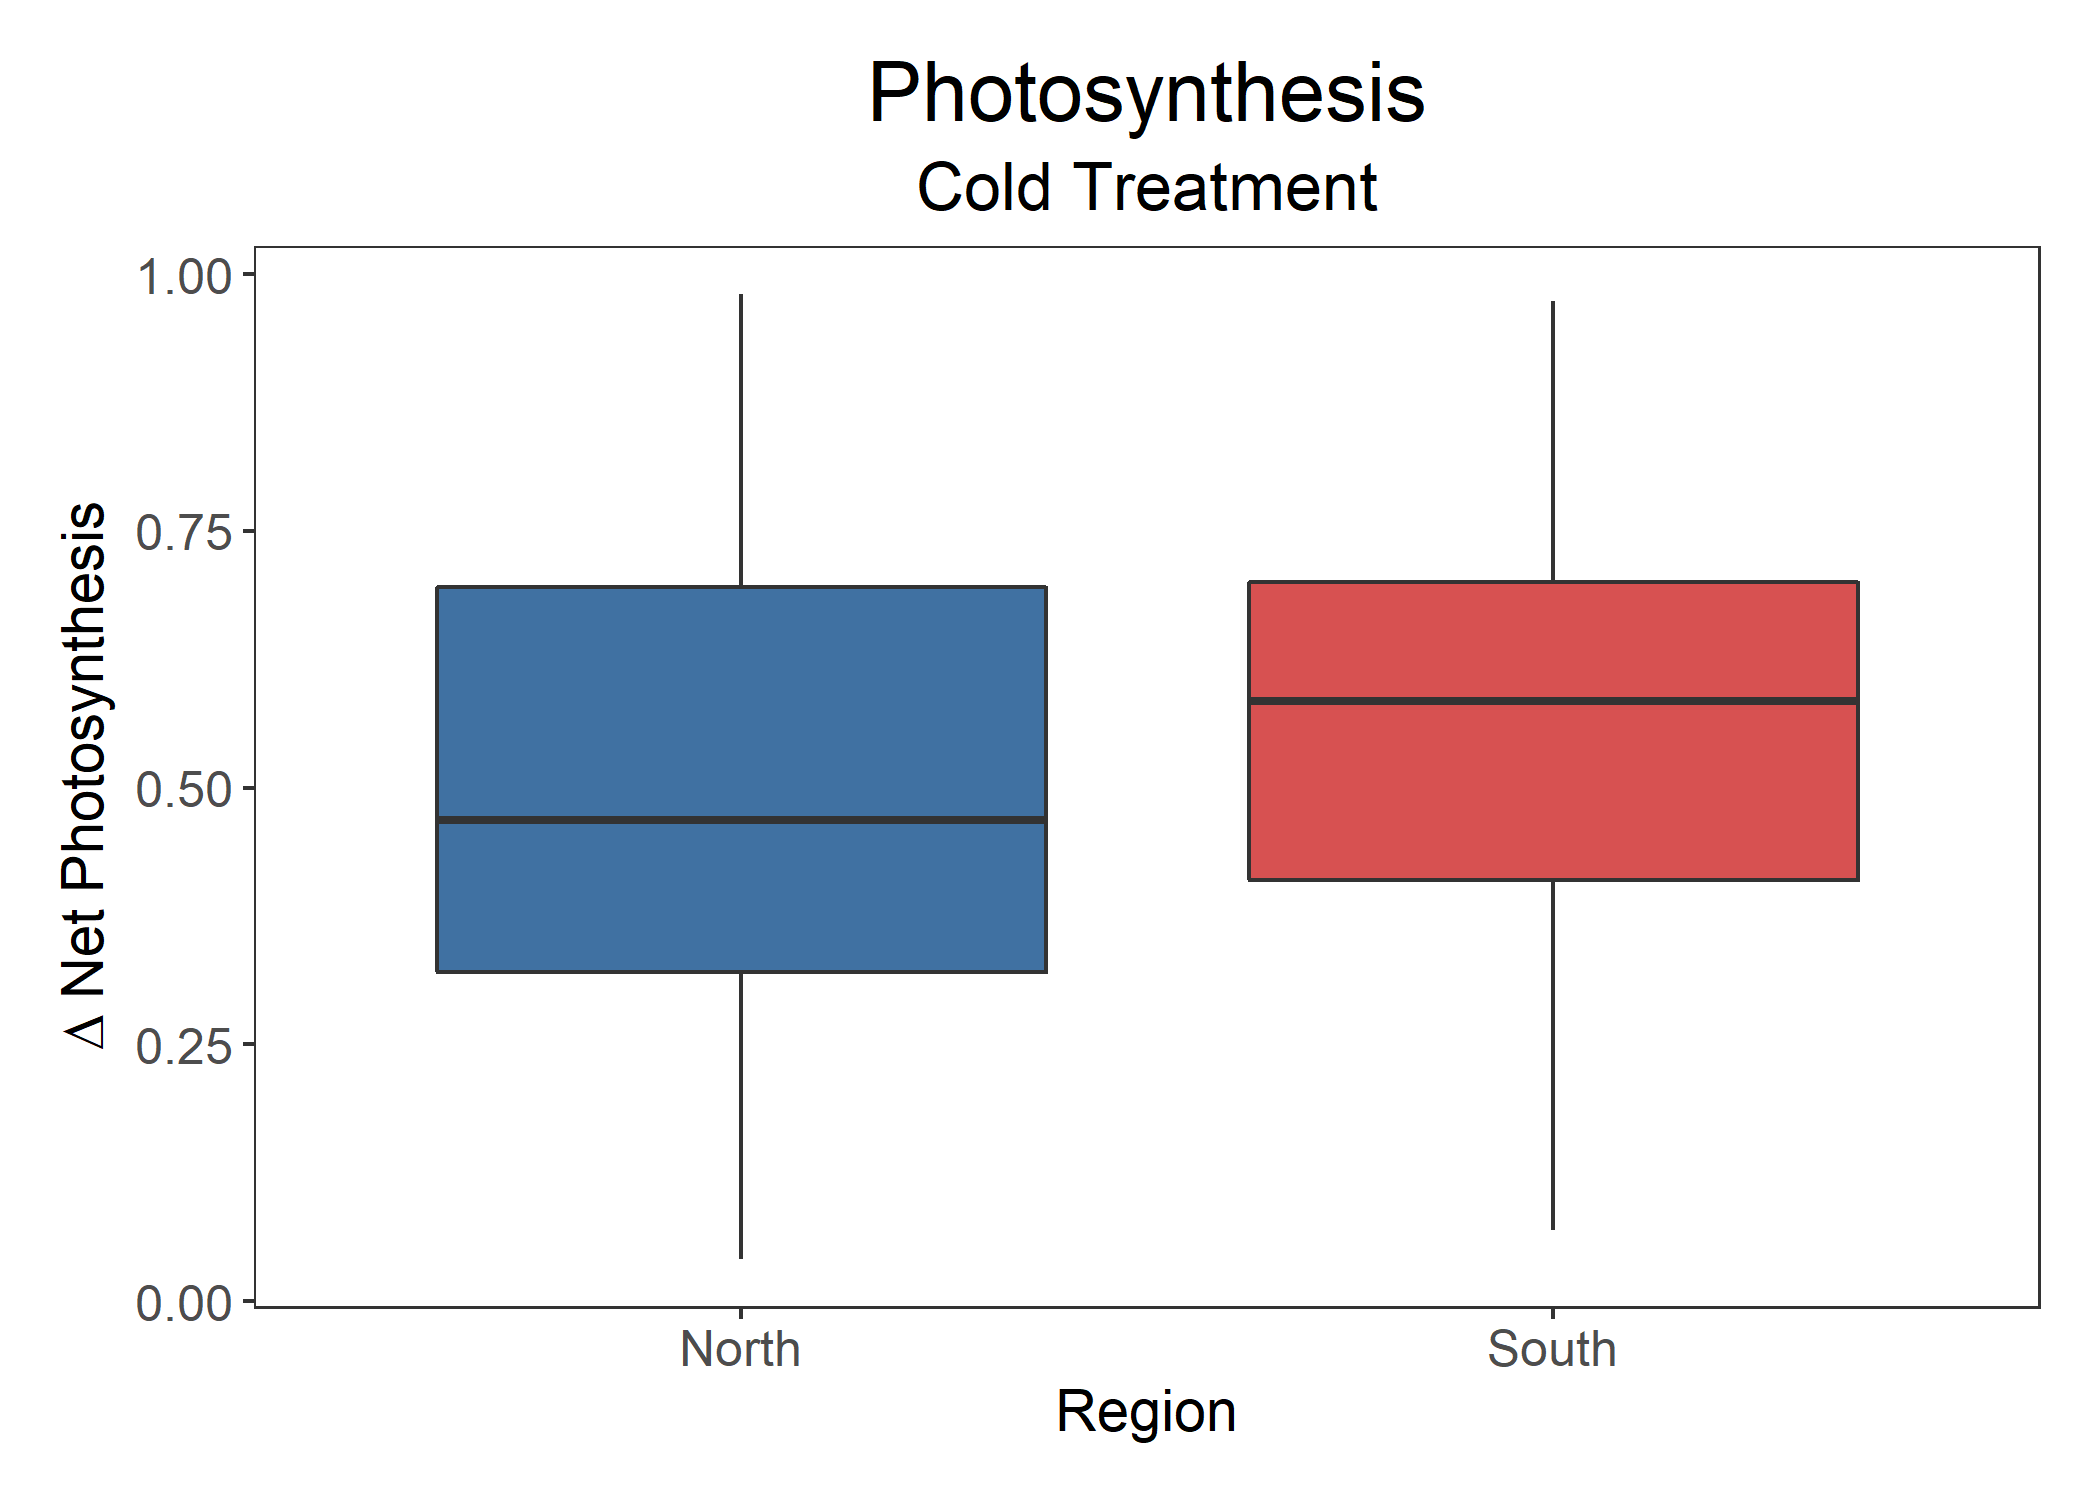 Photosynthesis
Cold Treatment
Δ Net Photosynthesis
1.00
0.75
0.50
0.25
0.00
North South
Region